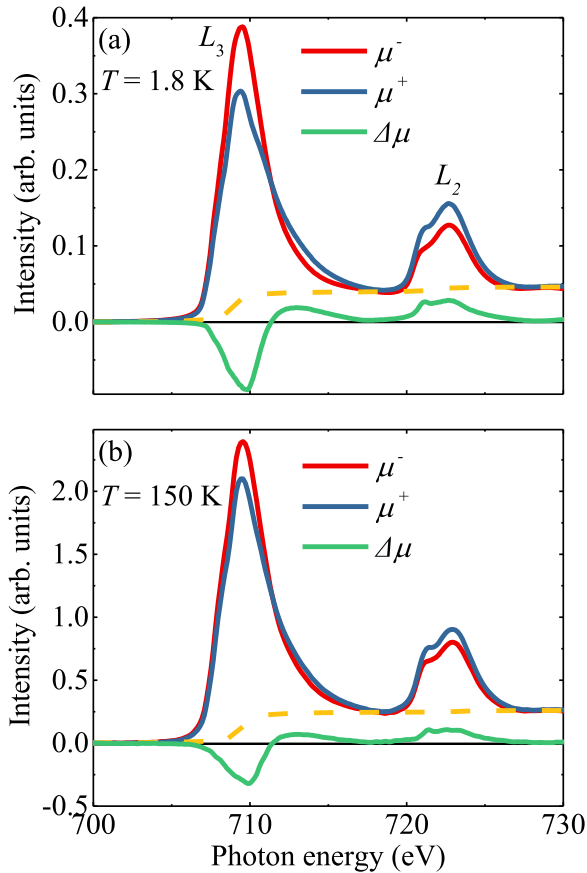 (a)
T = 1.8 K
L₃
μ⁻
μ⁺
Δμ
L₂
Intensity (arb. units)
0.4
0.3
0.2
0.1
0.0
(b)
T = 150 K
μ⁻
μ⁺
Δμ
Intensity (arb. units)
2.0
1.5
1.0
0.5
0.0
-0.5
700
710
720
730
Photon energy (eV)